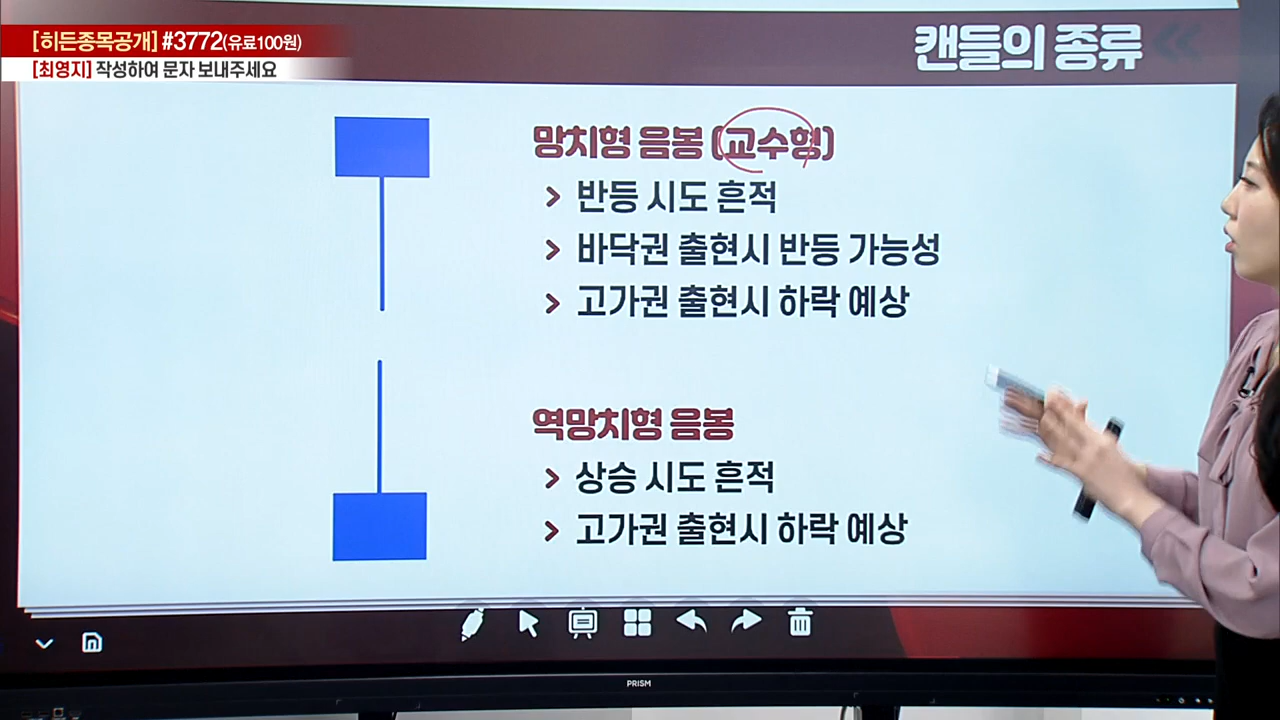 [히든종목공개] #3772(유료100원)
[최영지] 작성하여 문자 보내주세요
캔들의 종류
망치형 음봉 (교수형)
> 반등 시도 흔적
> 바닥권 출현시 반등 가능성
> 고가권 출현시 하락 예상
역망치형 음봉
> 상승 시도 흔적
> 고가권 출현시 하락 예상
PRISM